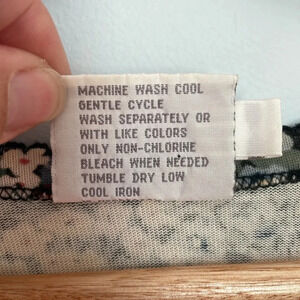 MACHINE WASH COOL
GENTLE CYCLE
WASH SEPARATELY OR
WITH LIKE COLORS
ONLY NON-CHLORINE
BLEACH WHEN NEEDED
TUMBLE DRY LOW
COOL IRON